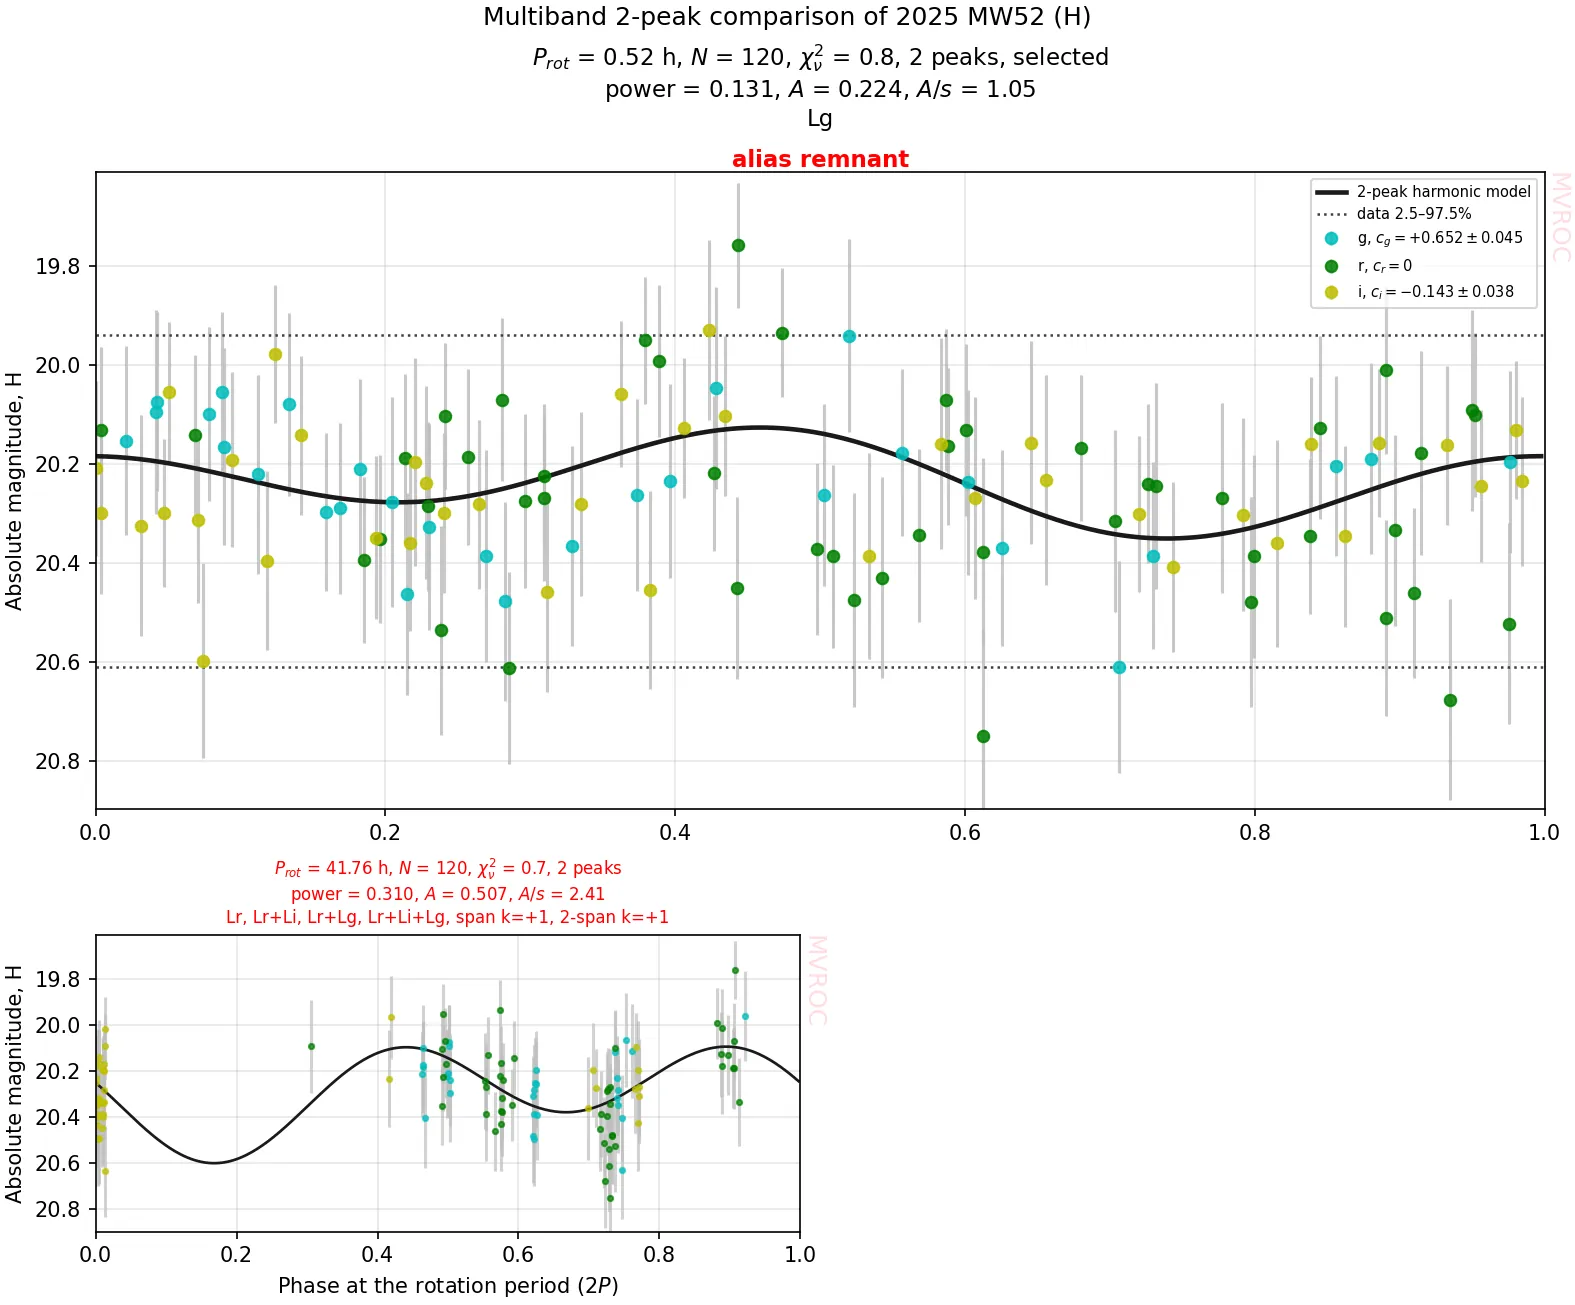 Multiband 2-peak comparison of 2025 MW52 (H)
P_rot = 0.52 h, N = 120, χ²_ν = 0.8, 2 peaks, selected
power = 0.131, A = 0.224, A/s = 1.05
Lg
alias remnant
2-peak harmonic model
data 2.5–97.5%
g, c_g = +0.652 ± 0.045
r, c_r = 0
i, c_i = −0.143 ± 0.038
MVROC
Absolute magnitude, H
19.8
20.0
20.2
20.4
20.6
20.8
0.0 0.2 0.4 0.6 0.8 1.0
P_rot = 41.76 h, N = 120, χ²_ν = 0.7, 2 peaks
power = 0.310, A = 0.507, A/s = 2.41
Lr, Lr+Li, Lr+Lg, Lr+Li+Lg, span k=+1, 2-span k=+1
MVROC
Absolute magnitude, H
19.8
20.0
20.2
20.4
20.6
20.8
0.0 0.2 0.4 0.6 0.8 1.0
Phase at the rotation period (2P)